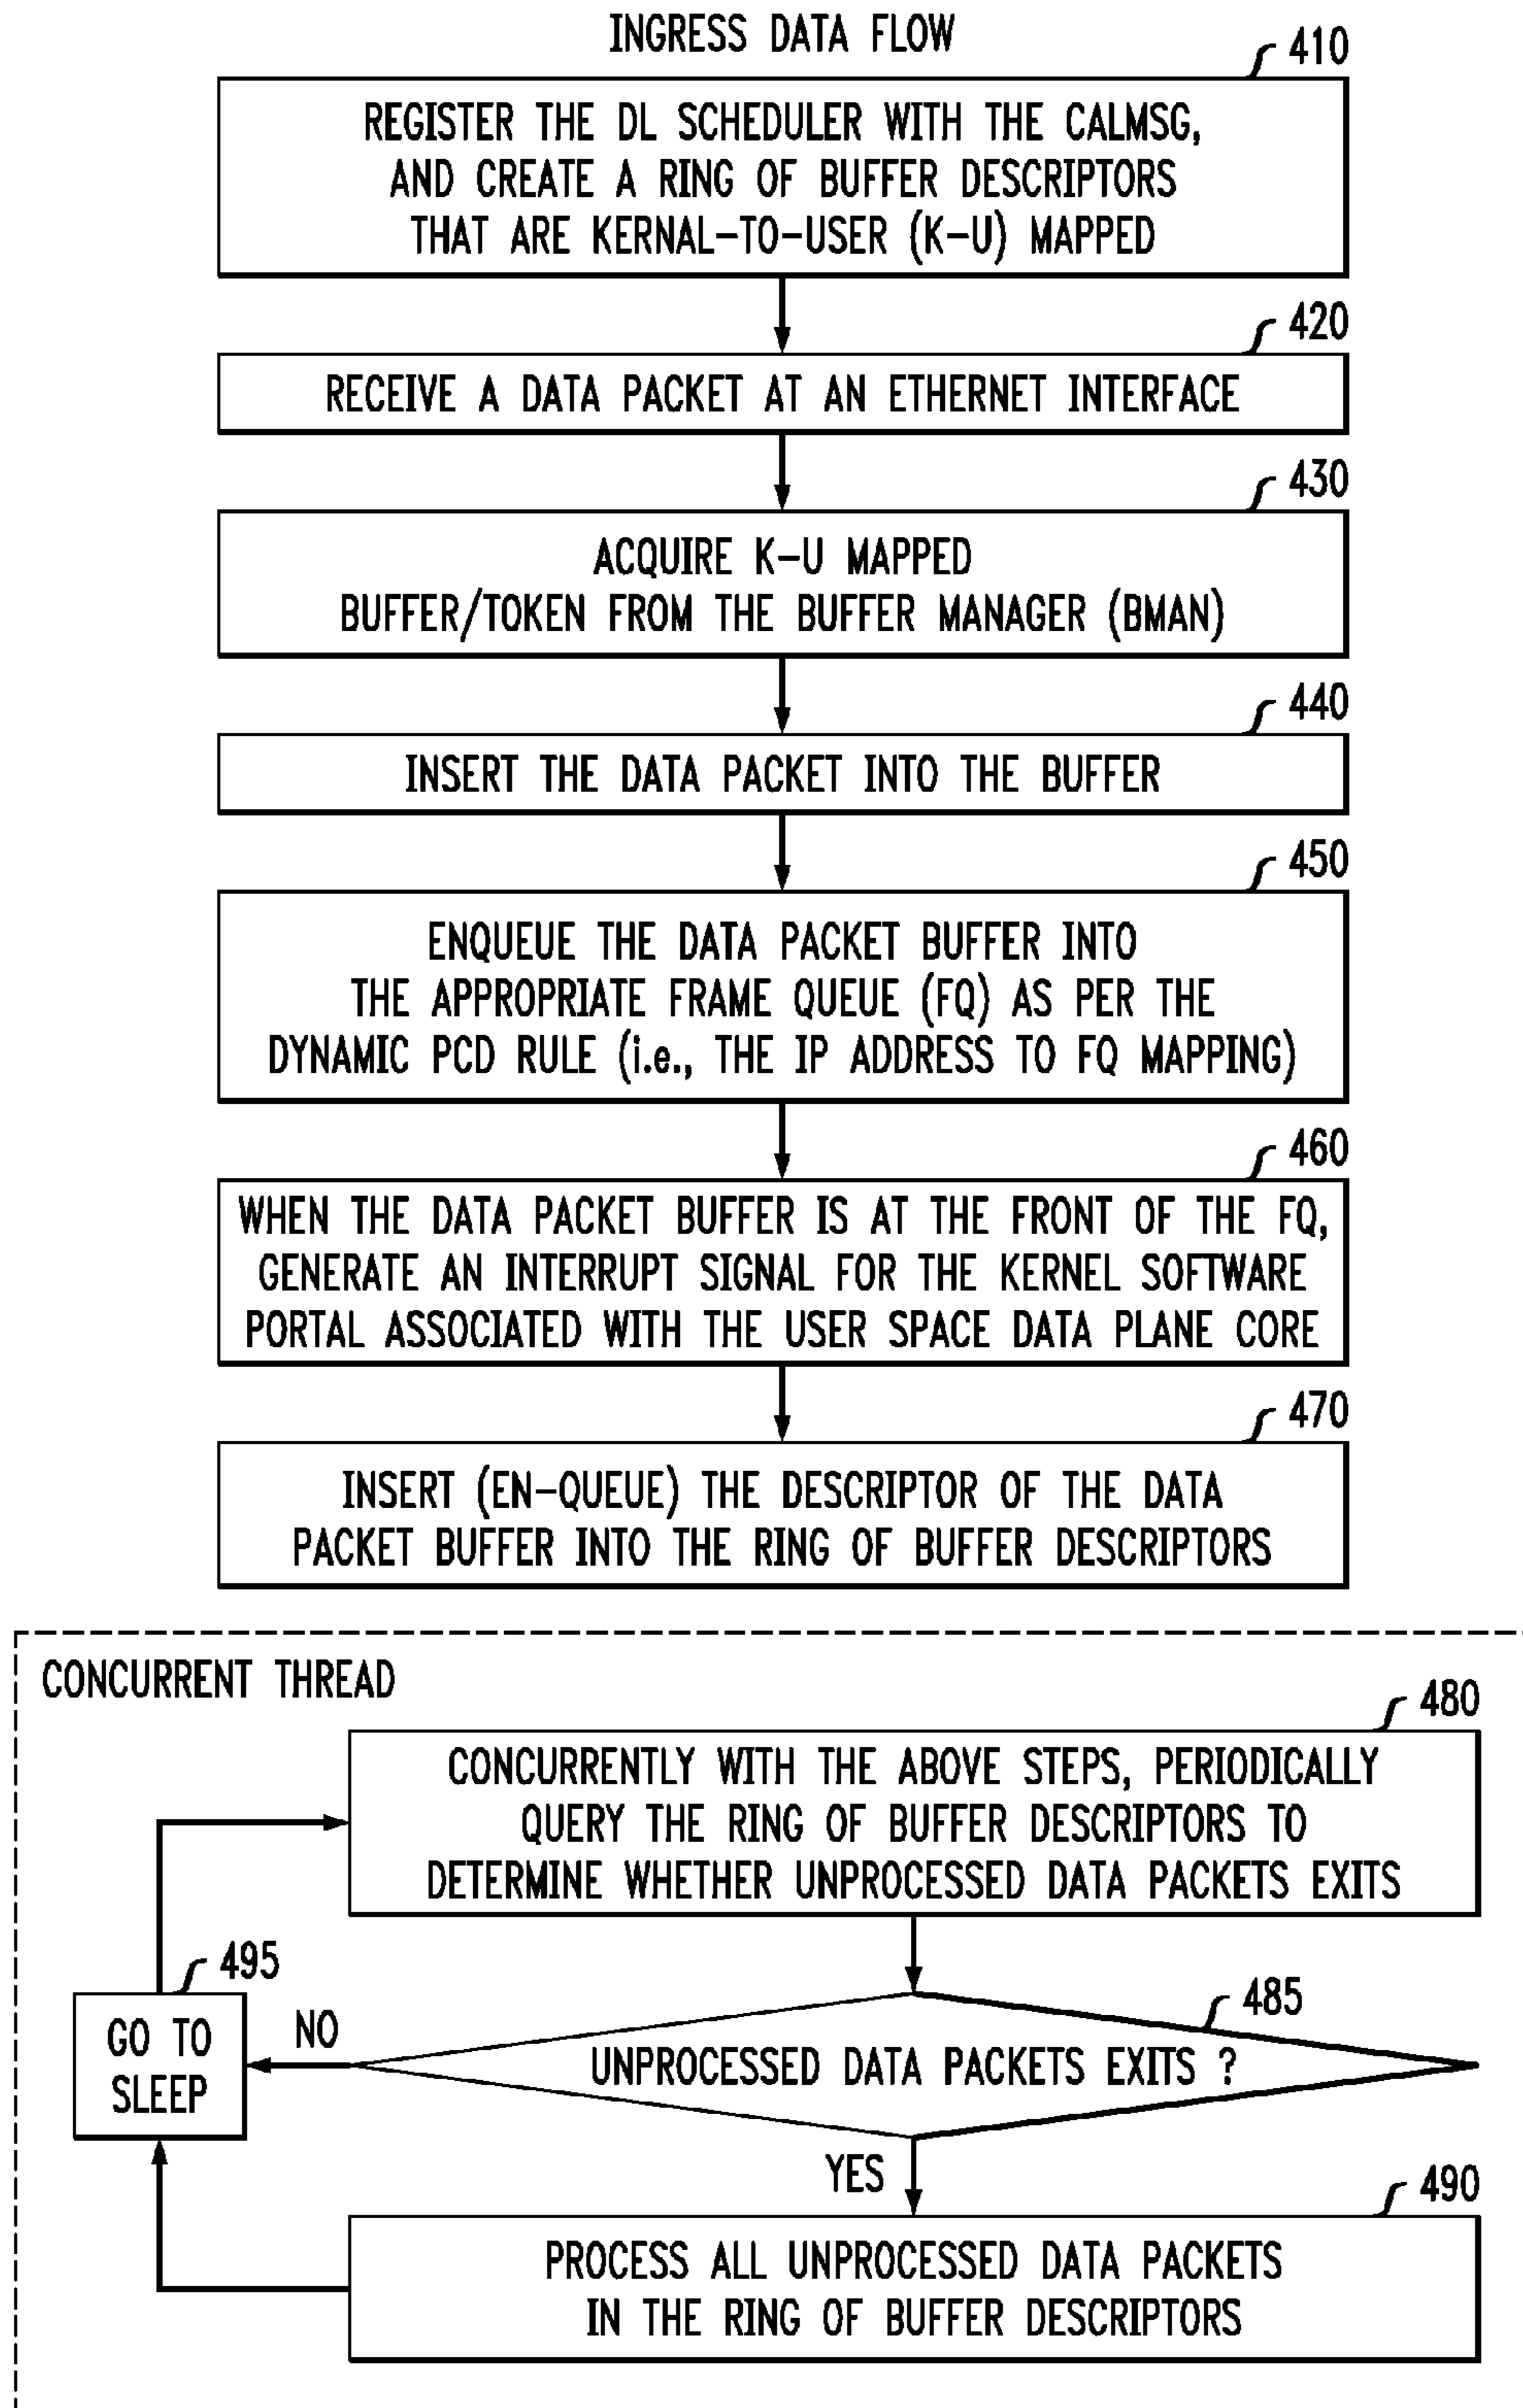 INGRESS DATA FLOW
410
REGISTER THE DL SCHEDULER WITH THE CALMSG,
AND CREATE A RING OF BUFFER DESCRIPTORS
THAT ARE KERNAL-TO-USER (K-U) MAPPED
420
RECEIVE A DATA PACKET AT AN ETHERNET INTERFACE
430
ACQUIRE K-U MAPPED
BUFFER/TOKEN FROM THE BUFFER MANAGER (BMAN)
440
INSERT THE DATA PACKET INTO THE BUFFER
450
ENQUEUE THE DATA PACKET BUFFER INTO
THE APPROPRIATE FRAME QUEUE (FQ) AS PER THE
DYNAMIC PCD RULE (i.e., THE IP ADDRESS TO FQ MAPPING)
460
WHEN THE DATA PACKET BUFFER IS AT THE FRONT OF THE FQ,
GENERATE AN INTERRUPT SIGNAL FOR THE KERNEL SOFTWARE
PORTAL ASSOCIATED WITH THE USER SPACE DATA PLANE CORE
470
INSERT (EN-QUEUE) THE DESCRIPTOR OF THE DATA
PACKET BUFFER INTO THE RING OF BUFFER DESCRIPTORS
CONCURRENT THREAD
480
CONCURRENTLY WITH THE ABOVE STEPS, PERIODICALLY
QUERY THE RING OF BUFFER DESCRIPTORS TO
DETERMINE WHETHER UNPROCESSED DATA PACKETS EXITS
495
GO TO
SLEEP
NO
485
UNPROCESSED DATA PACKETS EXITS ?
YES
490
PROCESS ALL UNPROCESSED DATA PACKETS
IN THE RING OF BUFFER DESCRIPTORS